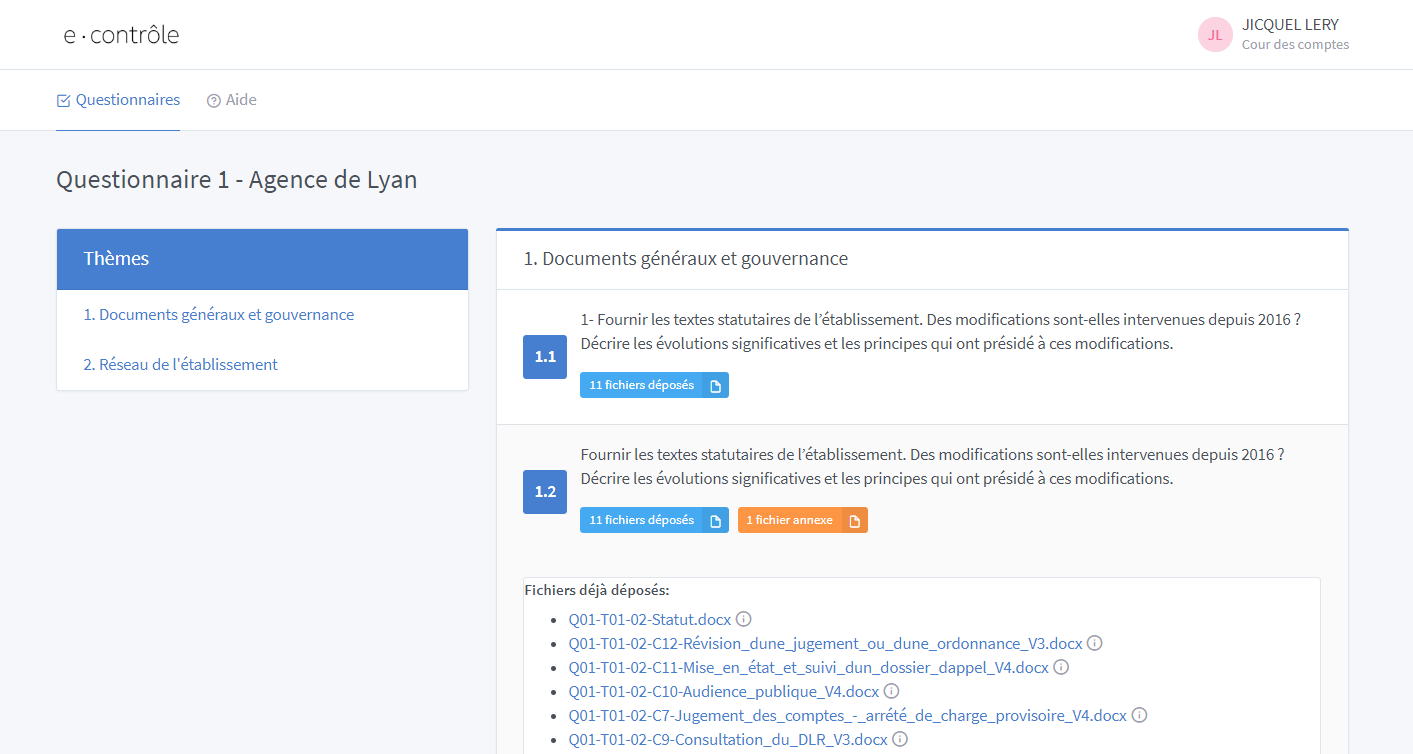 e·contrôle
JL
JICQUEL LERY
Cour des comptes
Questionnaires
Aide
Questionnaire 1 - Agence de Lyan
Thèmes
1. Documents généraux et gouvernance
2. Réseau de l'établissement
1. Documents généraux et gouvernance
1.1
1- Fournir les textes statutaires de l’établissement. Des modifications sont-elles intervenues depuis 2016 ?
Décrire les évolutions significatives et les principes qui ont présidé à ces modifications.
11 fichiers déposés
1.2
Fournir les textes statutaires de l’établissement. Des modifications sont-elles intervenues depuis 2016 ?
Décrire les évolutions significatives et les principes qui ont présidé à ces modifications.
11 fichiers déposés
1 fichier annexe
Fichiers déjà déposés:
• Q01-T01-02-Statut.docx
• Q01-T01-02-C12-Révision_dune_jugement_ou_dune_ordonnance_V3.docx
• Q01-T01-02-C11-Mise_en_état_et_suivi_dun_dossier_dappel_V4.docx
• Q01-T01-02-C10-Audience_publique_V4.docx
• Q01-T01-02-C7-Jugement_des_comptes_-_arrété_de_charge_provisoire_V4.docx
• Q01-T01-02-C9-Consultation_du_DLR_V3.docx